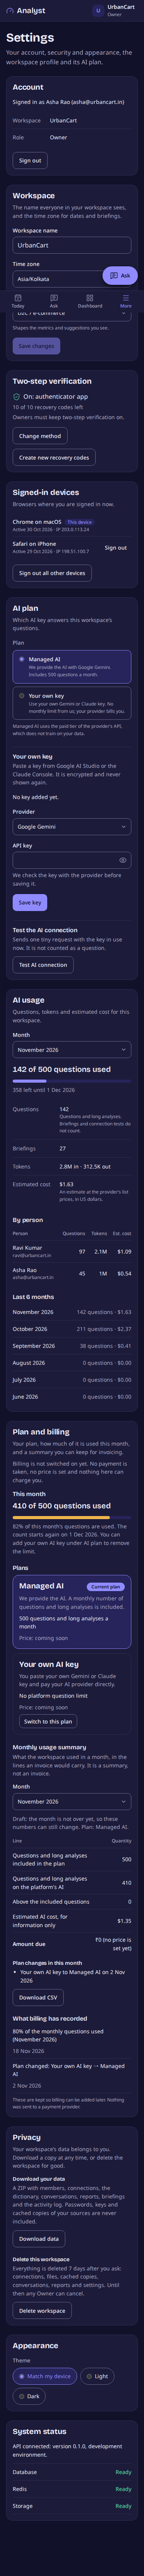 Analyst
U
UrbanCart
Owner
Settings
Your account, security and appearance, the
workspace profile and its AI plan.
Account
Signed in as Asha Rao (asha@urbancart.in)
Workspace UrbanCart
Role Owner
Sign out
Workspace
The name everyone in your workspace sees,
and the time zone for dates and briefings.
Workspace name
UrbanCart
Time zone
Asia/Kolkata
Ask
D2C / e-commerce
Today Ask Dashboard More
Shapes the metrics and suggestions you see.
Save changes
Two-step verification
On: authenticator app
10 of 10 recovery codes left
Owners must keep two-step verification on.
Change method
Create new recovery codes
Signed-in devices
Browsers where you are signed in now.
Chrome on macOS This device
Active 30 Oct 2026 · IP 203.0.113.24
Safari on iPhone
Active 29 Oct 2026 · IP 198.51.100.7
Sign out
Sign out all other devices
AI plan
Which AI key answers this workspace's
questions.
Plan
Managed AI
We provide the AI with Google Gemini.
Includes 500 questions a month.
Your own key
Use your own Gemini or Claude key. No
monthly limit from us; your provider bills you.
Managed AI uses the paid tier of the provider's API,
which does not train on your data.
Your own key
Paste a key from Google AI Studio or the
Claude Console. It is encrypted and never
shown again.
No key added yet.
Provider
Google Gemini
API key
We check the key with the provider before
saving it.
Save key
Test the AI connection
Sends one tiny request with the key in use
now. It is not counted as a question.
Test AI connection
AI usage
Questions, tokens and estimated cost for this
workspace.
Month
November 2026
142 of 500 questions used
358 left until 1 Dec 2026
Questions 142
Questions and long analyses.
Briefings and connection tests do
not count.
Briefings 27
Tokens 2.8M in · 312.5K out
Estimated cost $1.63
An estimate at the provider's list
prices, in US dollars.
By person
Person Questions Tokens Est. cost
Ravi Kumar
ravi@urbancart.in
97 2.1M $1.09
Asha Rao
asha@urbancart.in
45 1M $0.54
Last 6 months
November 2026 142 questions · $1.63
October 2026 211 questions · $2.37
September 2026 38 questions · $0.41
August 2026 0 questions · $0.00
July 2026 0 questions · $0.00
June 2026 0 questions · $0.00
Plan and billing
Your plan, how much of it is used this month,
and a summary you can keep for invoicing.
Billing is not switched on yet. No payment is
taken, no price is set and nothing here can
charge you.
This month
410 of 500 questions used
82% of this month's questions are used. The
count starts again on 1 Dec 2026. You can
add your own key under AI plan to remove
the limit.
Plans
Managed AI Current plan
We provide the AI. A monthly number of
questions and long analyses is included.
500 questions and long analyses a
month
Price: coming soon
Your own AI key
You paste your own Gemini or Claude
key and pay your AI provider directly.
No platform question limit
Price: coming soon
Switch to this plan
Monthly usage summary
What the workspace used in a month, in the
lines an invoice would carry. It is a summary,
not an invoice.
Month
November 2026
Draft: the month is not over yet, so these
numbers can still change. Plan: Managed AI.
Line Quantity
Questions and long analyses
included in the plan
500
Questions and long analyses
on the platform's AI
410
Above the included questions 0
Estimated AI cost, for
information only
$1.35
Amount due
₹0 (no price is
set yet)
Plan changes in this month
• Your own AI key to Managed AI on 2 Nov
2026
Download CSV
What billing has recorded
80% of the monthly questions used
(November 2026)
18 Nov 2026
Plan changed: Your own AI key → Managed
AI
2 Nov 2026
These are kept so billing can be added later. Nothing
was sent to a payment provider.
Privacy
Your workspace's data belongs to you.
Download a copy at any time, or delete the
workspace for good.
Download your data
A ZIP with members, connections, the
dictionary, conversations, reports, briefings
and the activity log. Passwords, keys and
cached copies of your sources are never
included.
Download data
Delete this workspace
Everything is deleted 7 days after you ask:
connections, files, cached copies,
conversations, reports and settings. Until
then any Owner can cancel.
Delete workspace
Appearance
Theme
Match my device
Light
Dark
System status
API connected: version 0.1.0, development
environment.
Database Ready
Redis Ready
Storage Ready